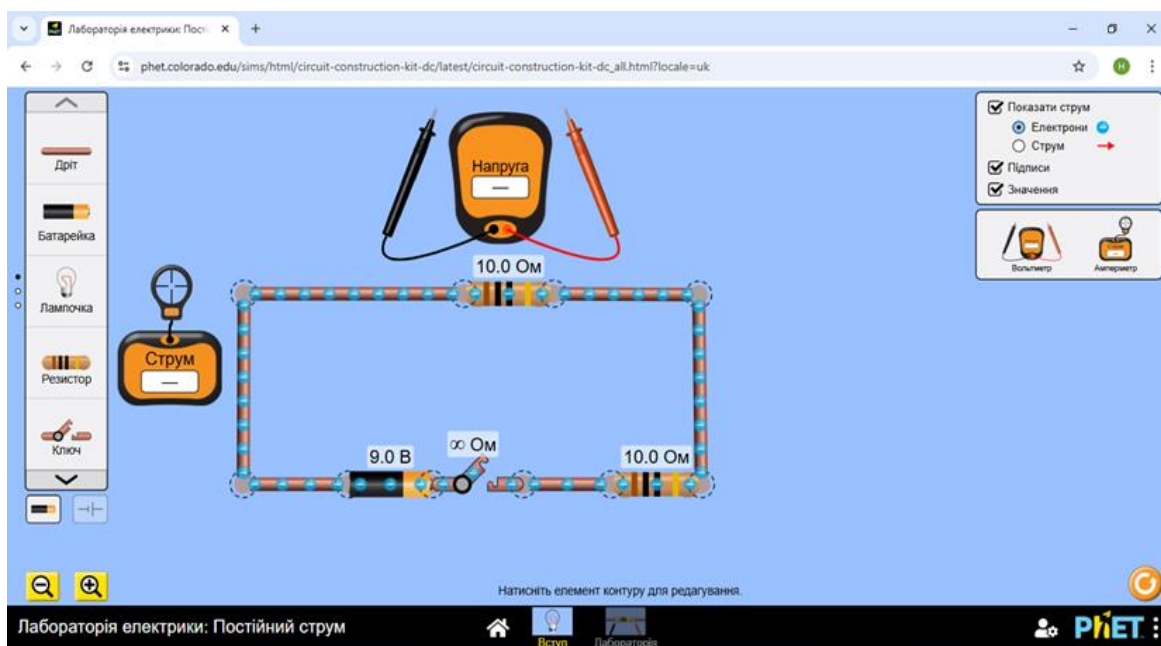 Лабораторія електрики: Пост
phet.colorado.edu/sims/html/circuit-construction-kit-dc/latest/circuit-construction-kit-dc_all.html?locale=uk
H
Дріт
Батарейка
Лампочка
Резистор
Ключ
Напруга
—
Струм
—
10.0 Ом
9.0 В
∞ Ом
10.0 Ом
Показати струм
Електрони
Струм
Підписи
Значення
Вольтметр
Амперметр
Натисніть елемент контуру для редагування.
Лабораторія електрики: Постійний струм
Вступ
Лабораторія
PhET